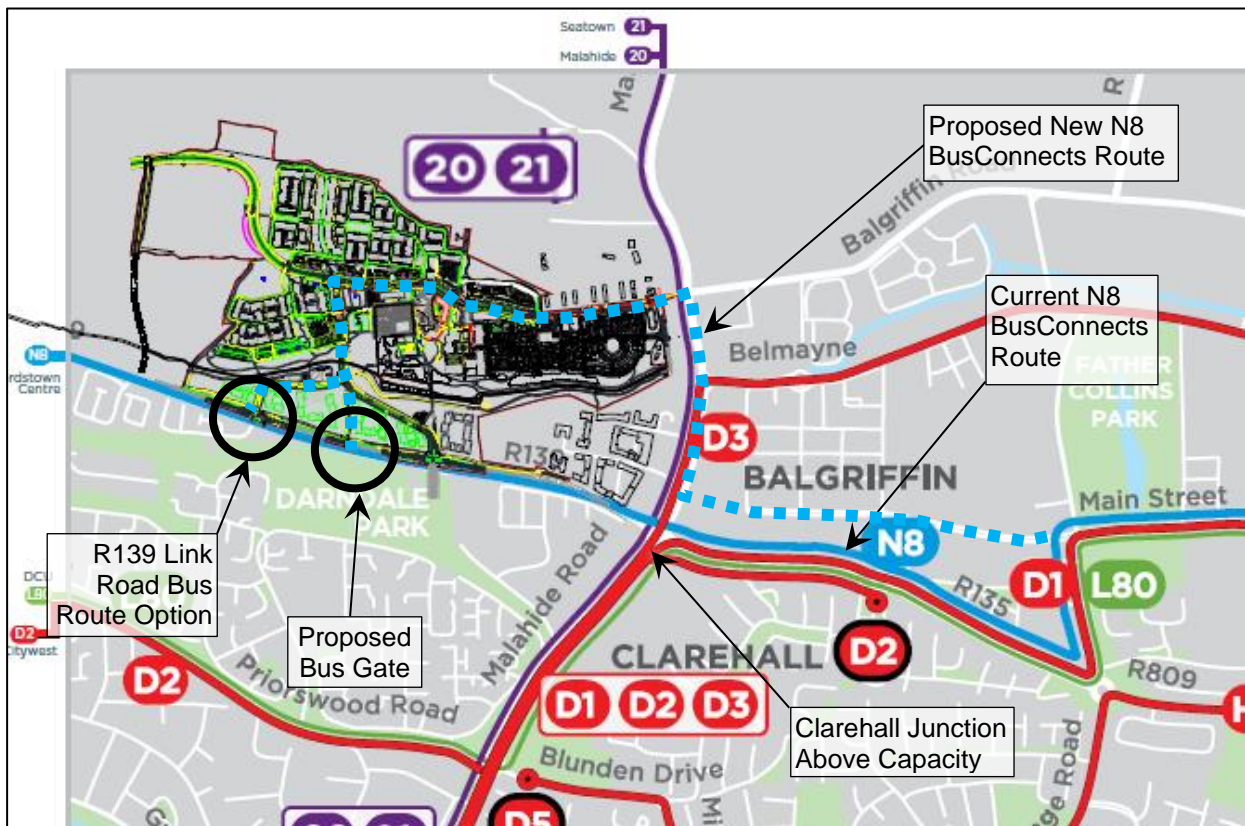 Seatown 21
Malahide 20
20 21
Proposed New N8
BusConnects Route
Balgriffin Road
Current N8
BusConnects
Route
Belmayne
N8
rdstown
Centre
FATHER
COLLINS
PARK
D3
R139
BALGRIFFIN
Main Street
DARNDALE
PARK
N8
R139 Link
Road Bus
Route Option
Malahide Road
D1
L80
R135
DCU
L80
Proposed
Bus Gate
D2
Citywest
CLAREHALL
D2
R809
D2
Priorswood Road
D1 D2 D3
Clarehall Junction
Above Capacity
Blunden Drive
D5